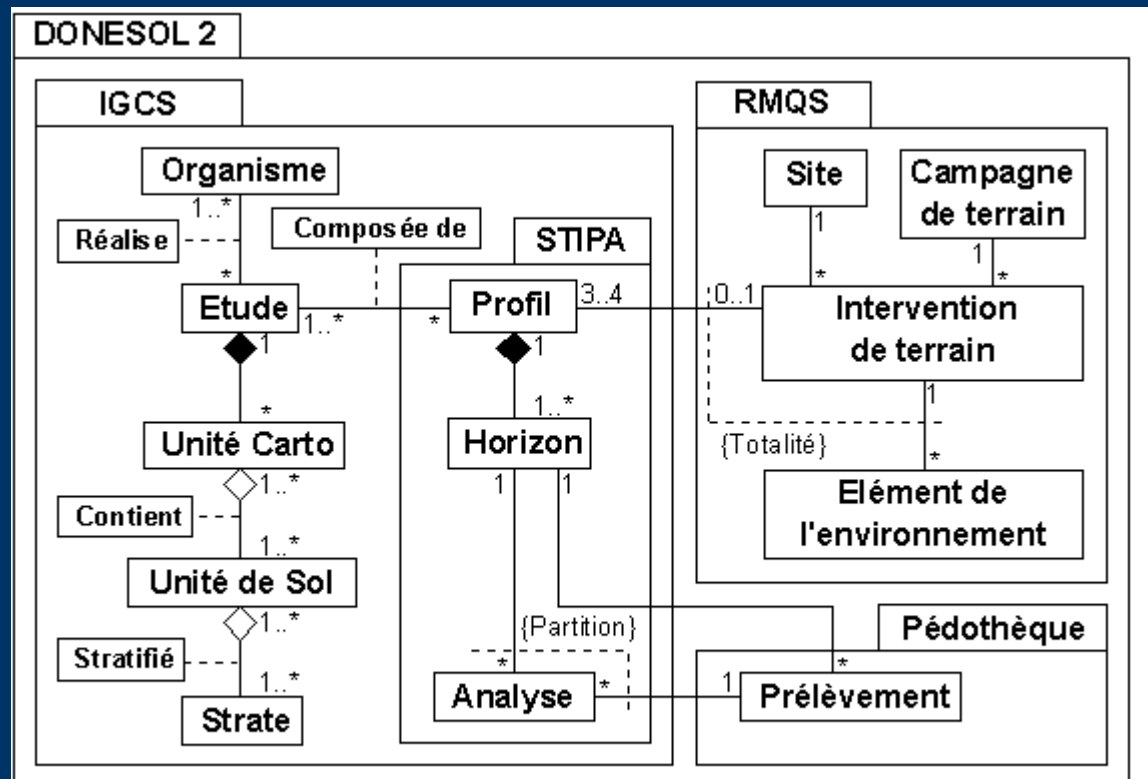 DONESOL 2
IGCS
RMQS
Organisme
1..*
Réalise
*
Etude
1
1..*
Composée de
*
STIPA
Profil
3..4
0..1
1
1..*
Horizon
1
1
Site
1
*
Campagne
de terrain
1
*
Intervention
de terrain
1
{Totalité}
*
Elément de
l'environnement
*
Unité Carto
1..*
Contient
1..*
Unité de Sol
1..*
Stratifié
1..*
Strate
{Partition}
*
Analyse
*
Pédothèque
*
1
Prélèvement